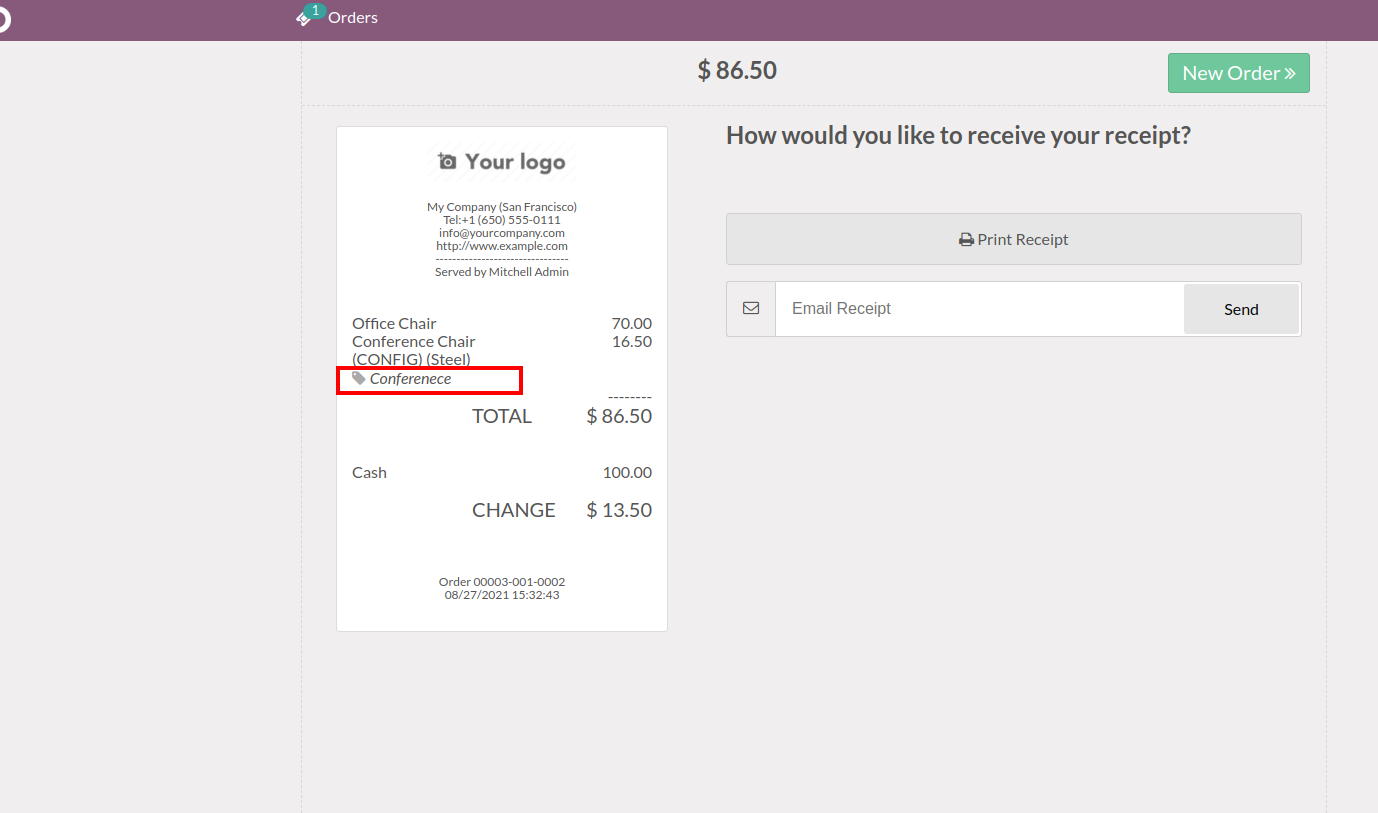 1
Orders
$ 86.50
New Order »
Your logo
My Company (San Francisco)
Tel:+1 (650) 555-0111
info@yourcompany.com
http://www.example.com
--------------------------------
Served by Mitchell Admin
Office Chair 70.00
Conference Chair 16.50
(CONFIG) (Steel)
Conferenece
--------
TOTAL $ 86.50
Cash 100.00
CHANGE $ 13.50
Order 00003-001-0002
08/27/2021 15:32:43
How would you like to receive your receipt?
Print Receipt
Email Receipt Send